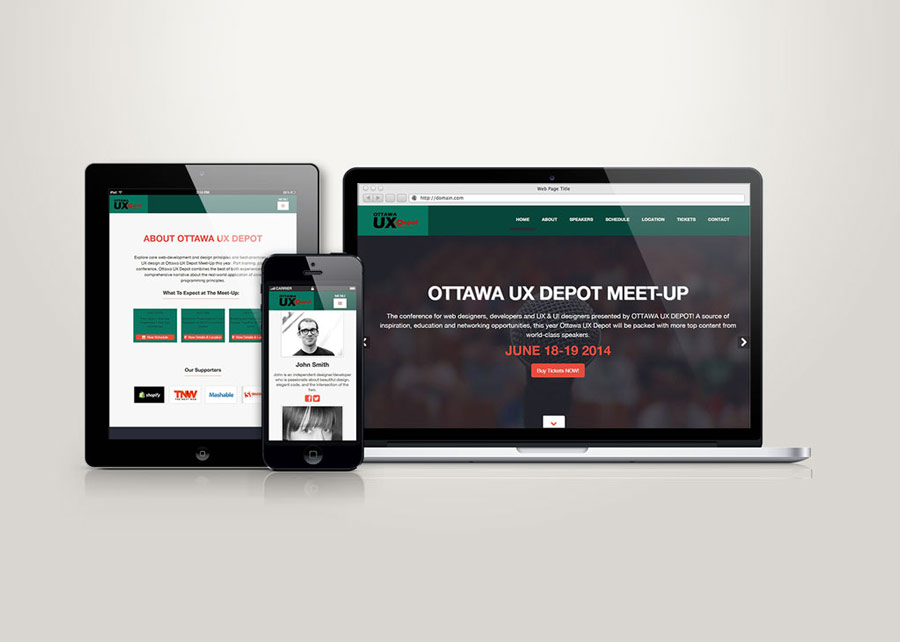 iPad
OTTAWA
UX Depot
MENU
ABOUT OTTAWA UX DEPOT
Explore core web development and design principles and best
UX design at Ottawa UX Depot Meet-Up this year.
conference, Ottawa UX Depot combines the best of both
comprehensive narrative about the real-world application of
programming principles.
What To Expect at The Meet-Up:
View Schedule
View Details & Location
Our Supporters
shopify
TNW
Mashable
CARRIER
OTTAWA
UX Depot
MENU
John Smith
John is an independent designer/developer
who is passionate about beautiful design,
elegant code, and the intersection of the
two.
Web Page Title
http://domain.com
OTTAWA
UX Depot
HOME ABOUT SPEAKERS SCHEDULE LOCATION TICKETS CONTACT
OTTAWA UX DEPOT MEET-UP
The conference for web designers, developers and UX & UI designers presented by OTTAWA UX DEPOT! A source of
inspiration, education and networking opportunities, this year Ottawa UX Depot will be packed with more top content from
world-class speakers.
JUNE 18-19 2014
Buy Tickets NOW!